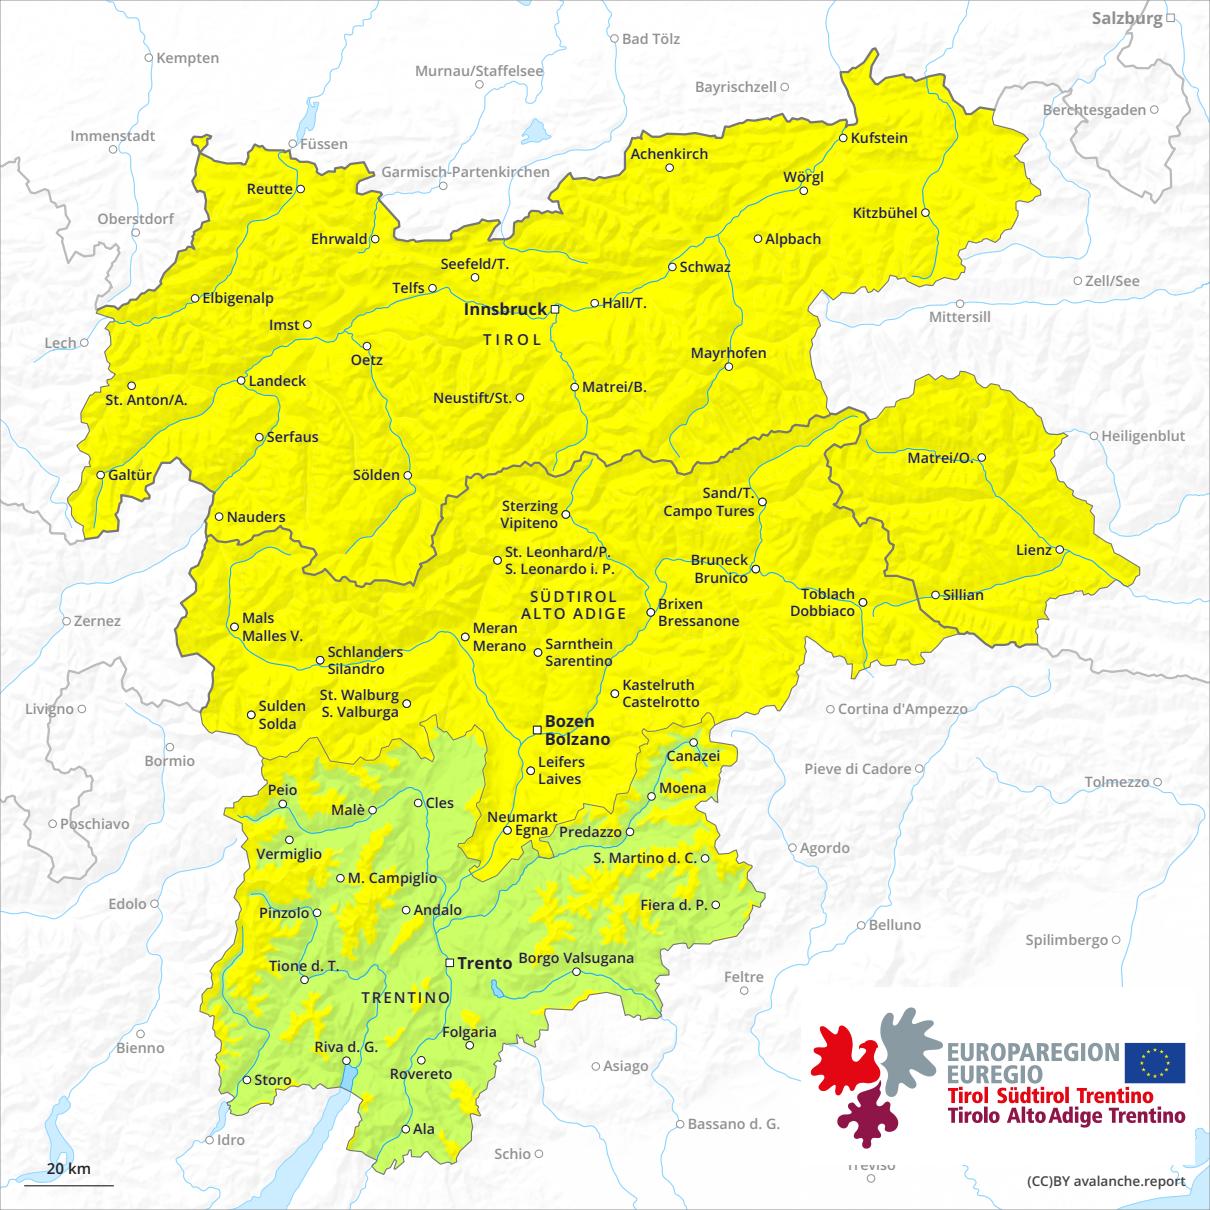 Salzburg
Bad Tölz
Kempten
Murnau/Staffelsee
Bayrischzell
Berchtesgaden
Immenstadt
Füssen
Kufstein
Achenkirch
Garmisch-Partenkirchen
Wörgl
Reutte
Oberstdorf
Kitzbühel
Ehrwald
Alpbach
Seefeld/T.
Schwaz
Telfs
Zell/See
Elbigenalp
Innsbruck
Hall/T.
Mittersill
Imst
TIROL
Lech
Oetz
Mayrhofen
Landeck
Matrei/B.
St. Anton/A.
Neustift/St.
Serfaus
Heiligenblut
Matrei/O.
Galtür
Sölden
Sand/T.
Campo Tures
Sterzing
Vipiteno
Nauders
St. Leonhard/P.
S. Leonardo i. P.
Lienz
Bruneck
Brunico
SÜDTIROL
ALTO ADIGE
Toblach
Dobbiaco
Sillian
Brixen
Bressanone
Zernez
Mals
Malles V.
Meran
Merano
Sarnthein
Sarentino
Schlanders
Silandro
Kastelruth
Castelrotto
St. Walburg
S. Valburga
Livigno
Sulden
Solda
Cortina d'Ampezzo
Bozen
Bolzano
Bormio
Canazei
Leifers
Laives
Pieve di Cadore
Tolmezzo
Peio
Moena
Malè
Cles
Poschiavo
Neumarkt
Egna
Predazzo
Vermiglio
Agordo
S. Martino d. C.
M. Campiglio
Edolo
Pinzolo
Andalo
Fiera d. P.
Belluno
Spilimbergo
Trento
Borgo Valsugana
Tione d. T.
Feltre
TRENTINO
Folgaria
Bienno
Riva d. G.
Rovereto
Asiago
Storo
EUROPAREGION
EUREGIO
Tirol Südtirol Trentino
Tirolo Alto Adige Trentino
Ala
Bassano d. G.
Idro
Schio
Treviso
20 km
(CC)BY avalanche.report